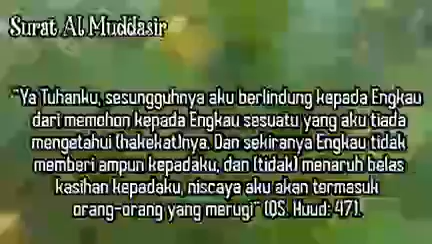 Surat Al Muddasir
"Ya Tuhanku, sesungguhnya aku berlindung kepada Engkau
dari memohon kepada Engkau sesuatu yang aku tiada
mengetahui (hakekat)nya. Dan sekiranya Engkau tidak
memberi ampun kepadaku, dan (tidak) menaruh belas
kasihan kepadaku, niscaya aku akan termasuk
orang-orang yang merugi" (QS. Huud: 47).